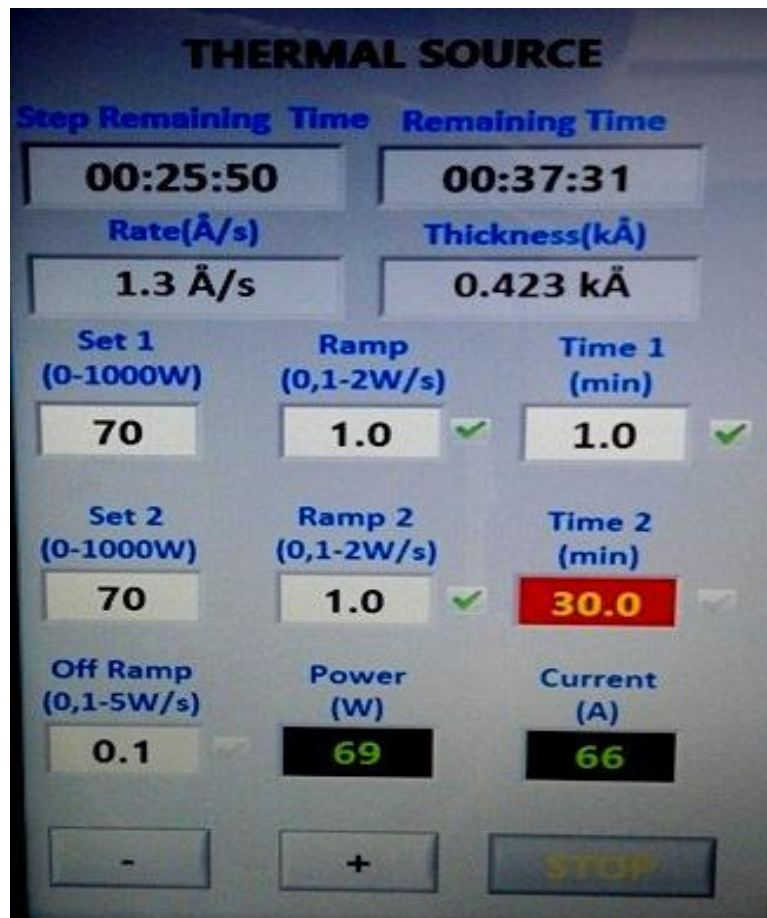 THERMAL SOURCE
Step Remaining Time Remaining Time
00:25:50 00:37:31
Rate(Å/s) Thickness(kÅ)
1.3 Å/s 0.423 kÅ
Set 1 Ramp Time 1
(0-1000W) (0,1-2W/s) (min)
70 1.0 1.0
Set 2 Ramp 2 Time 2
(0-1000W) (0,1-2W/s) (min)
70 1.0 30.0
Off Ramp Power Current
(0,1-5W/s) (W) (A)
0.1 69 66
- + STOP